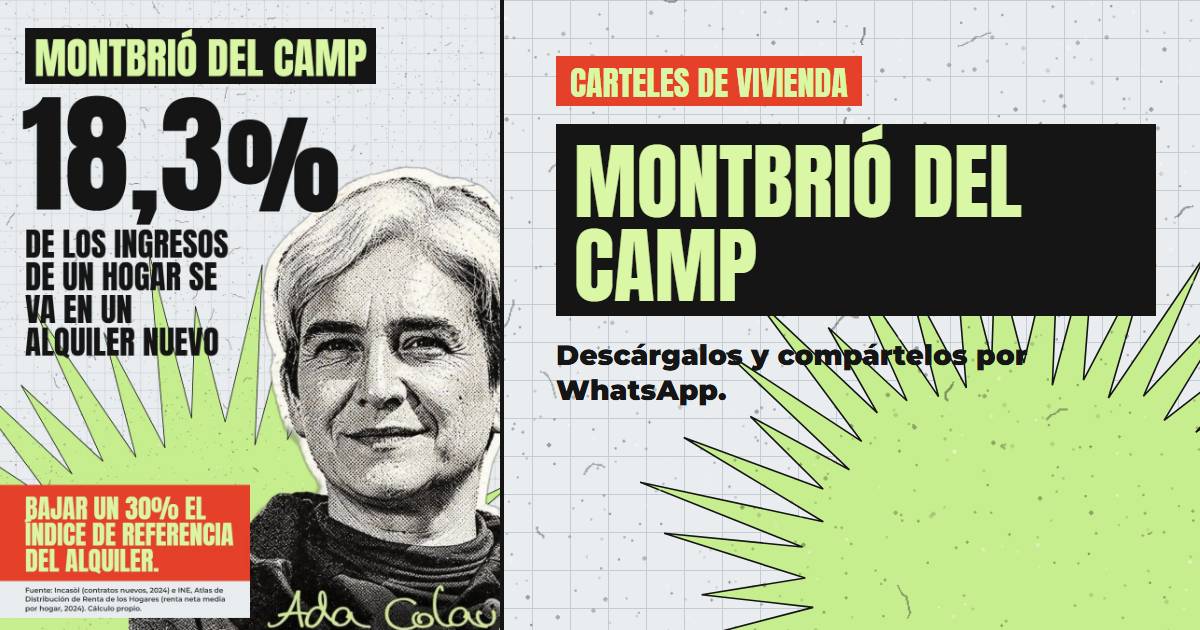 MONTBRIÓ DEL CAMP
18,3%
DE LOS INGRESOS
DE UN HOGAR SE
VA EN UN
ALQUILER NUEVO
BAJAR UN 30% EL
ÍNDICE DE REFERENCIA
DEL ALQUILER.
Fuente: Incasòl (contratos nuevos, 2024) e INE, Atlas de
Distribución de Renta de los Hogares (renta neta media
por hogar, 2024). Cálculo propio.
Ada Colau
CARTELES DE VIVIENDA
MONTBRIÓ DEL
CAMP
Descárgalos y compártelos por
WhatsApp.